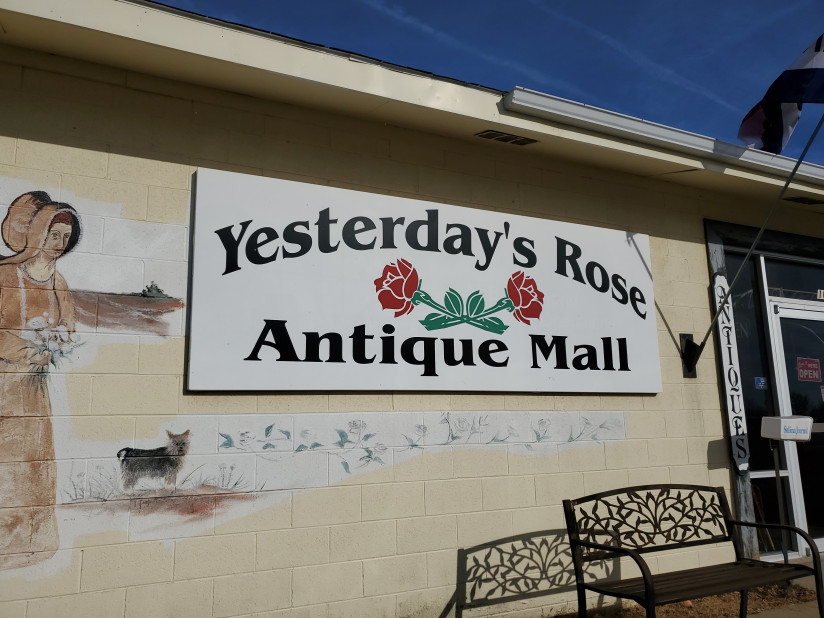 Yesterday's Rose
Antique Mall
ANTIQUES
OPEN